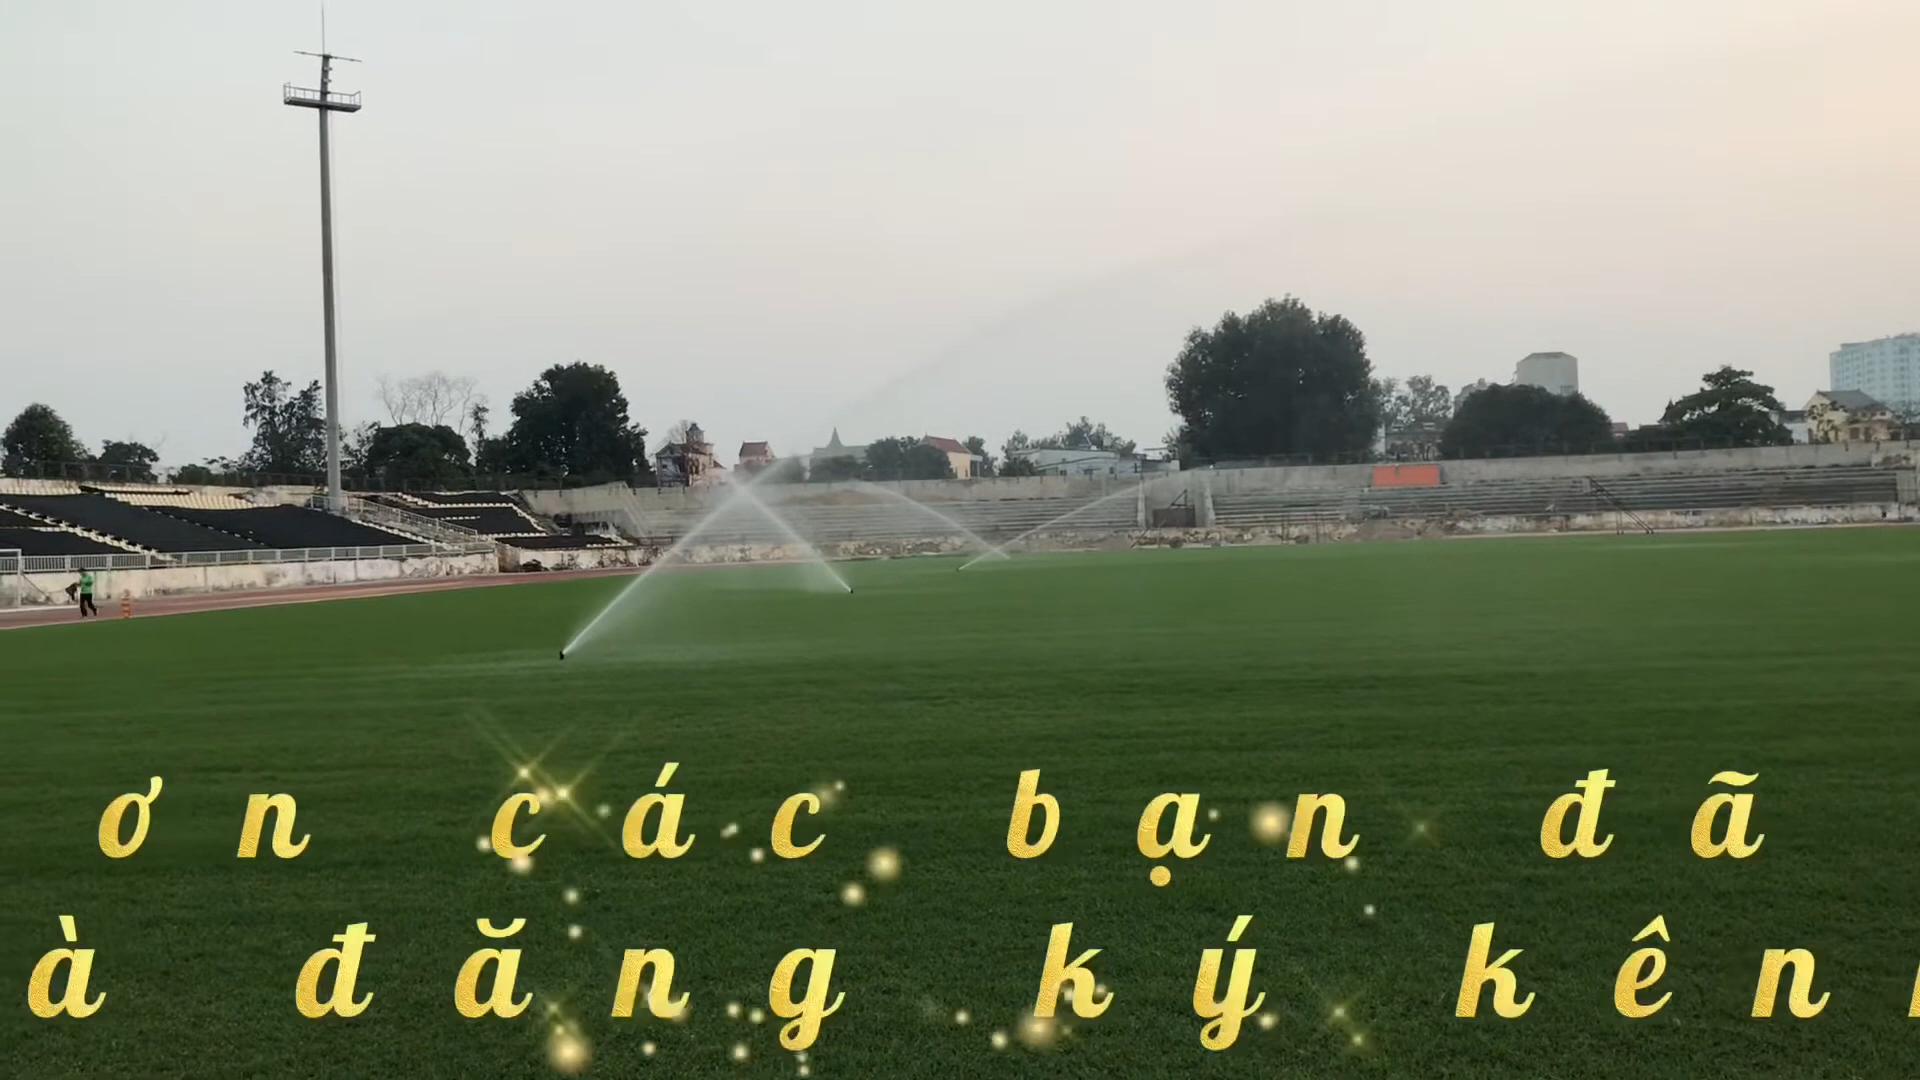 ơn các bạn đã
à đăng ký kên